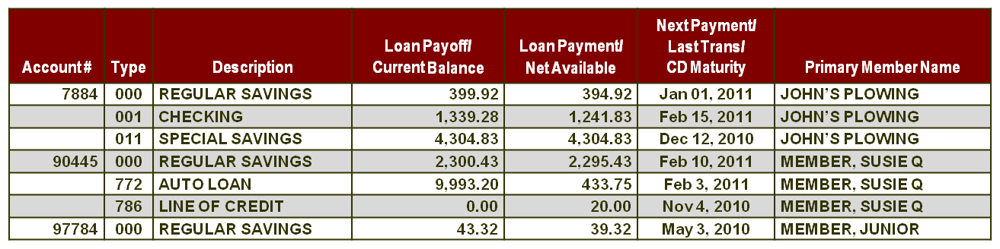 Account# Type Description Loan Payoff/ Current Balance Loan Payment/ Net Available Next Payment/ Last Trans/ CD Maturity Primary Member Name
7884 000 REGULAR SAVINGS 399.92 394.92 Jan 01, 2011 JOHN’S PLOWING
001 CHECKING 1,339.28 1,241.83 Feb 15, 2011 JOHN’S PLOWING
011 SPECIAL SAVINGS 4,304.83 4,304.83 Dec 12, 2010 JOHN’S PLOWING
90445 000 REGULAR SAVINGS 2,300.43 2,295.43 Feb 10, 2011 MEMBER, SUSIE Q
772 AUTO LOAN 9,993.20 433.75 Feb 3, 2011 MEMBER, SUSIE Q
786 LINE OF CREDIT 0.00 20.00 Nov 4, 2010 MEMBER, SUSIE Q
97784 000 REGULAR SAVINGS 43.32 39.32 May 3, 2010 MEMBER, JUNIOR